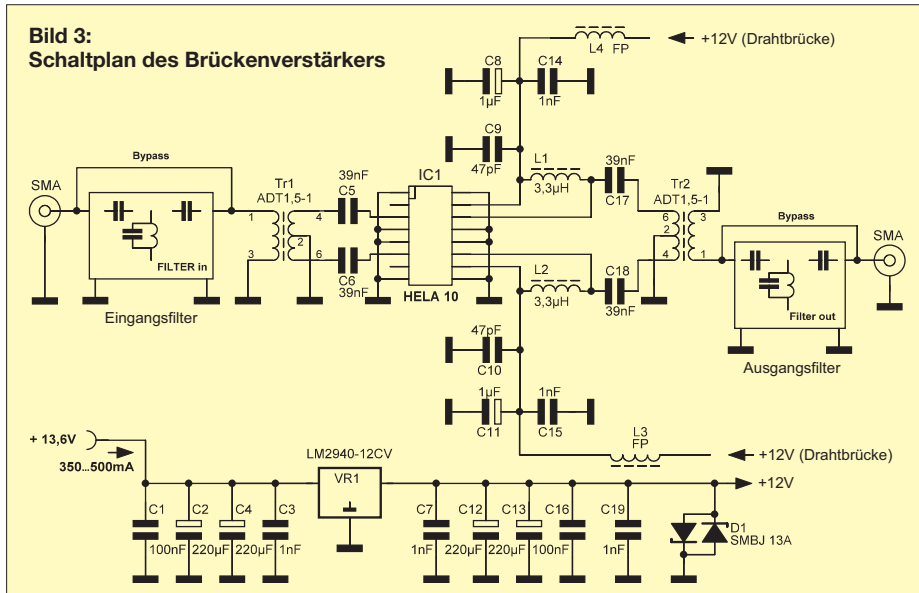 Bild 3:
Schaltplan des Brückenverstärkers
L4 FP
+12V (Drahtbrücke)
C8
1µF
C14
1nF
C9
47pF
Bypass
SMA
FILTER in
Eingangsfilter
Tr1
ADT1,5-1
1
3
4
2
6
39nF
C5
C6
39nF
IC1
HELA 10
L1
3,3µH
39nF
C17
L2
3,3µH
C18
39nF
Tr2
ADT1,5-1
6
2
4
3
1
Bypass
SMA
Filter out
Ausgangsfilter
47pF
C10
1µF
C11
1nF
C15
L3
FP
+12V (Drahtbrücke)
+ 13,6V
350...500mA
LM2940-12CV
VR1
+12V
C1
100nF
C2
220µF
C4
220µF
C3
1nF
C7
1nF
C12
220µF
C13
220µF
C16
100nF
C19
1nF
D1
SMBJ 13A